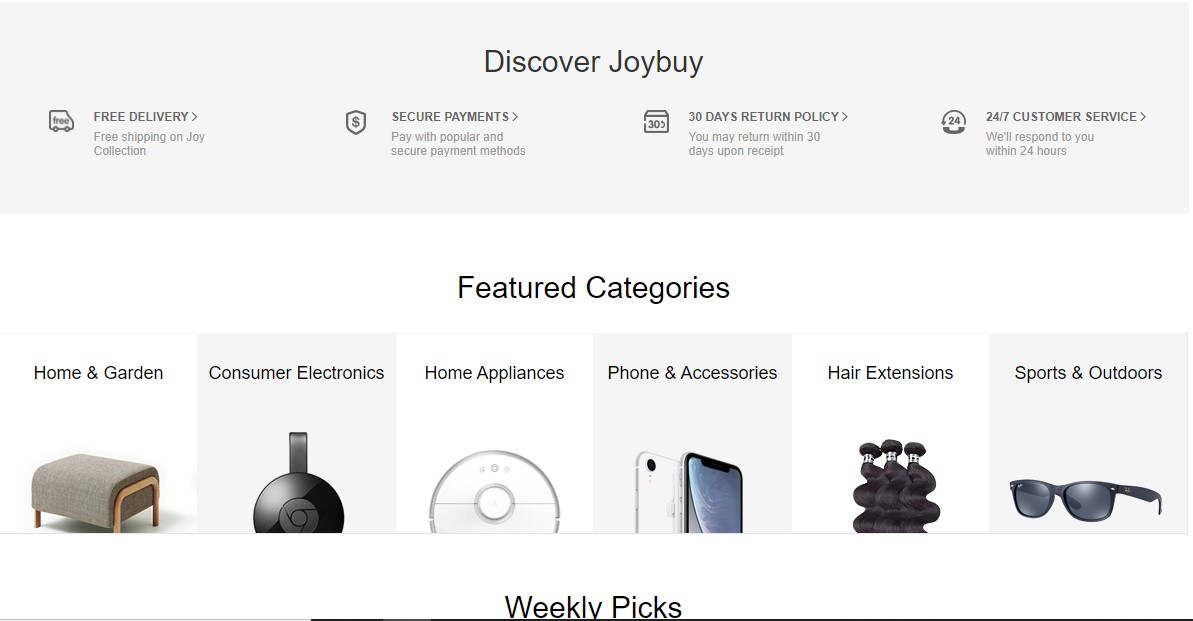 Discover Joybuy
free
FREE DELIVERY >
Free shipping on Joy
Collection
$
SECURE PAYMENTS >
Pay with popular and
secure payment methods
30
30 DAYS RETURN POLICY >
You may return within 30
days upon receipt
24
24/7 CUSTOMER SERVICE >
We'll respond to you
within 24 hours
Featured Categories
Home & Garden
Consumer Electronics
Home Appliances
Phone & Accessories
Hair Extensions
Sports & Outdoors
Weekly Picks